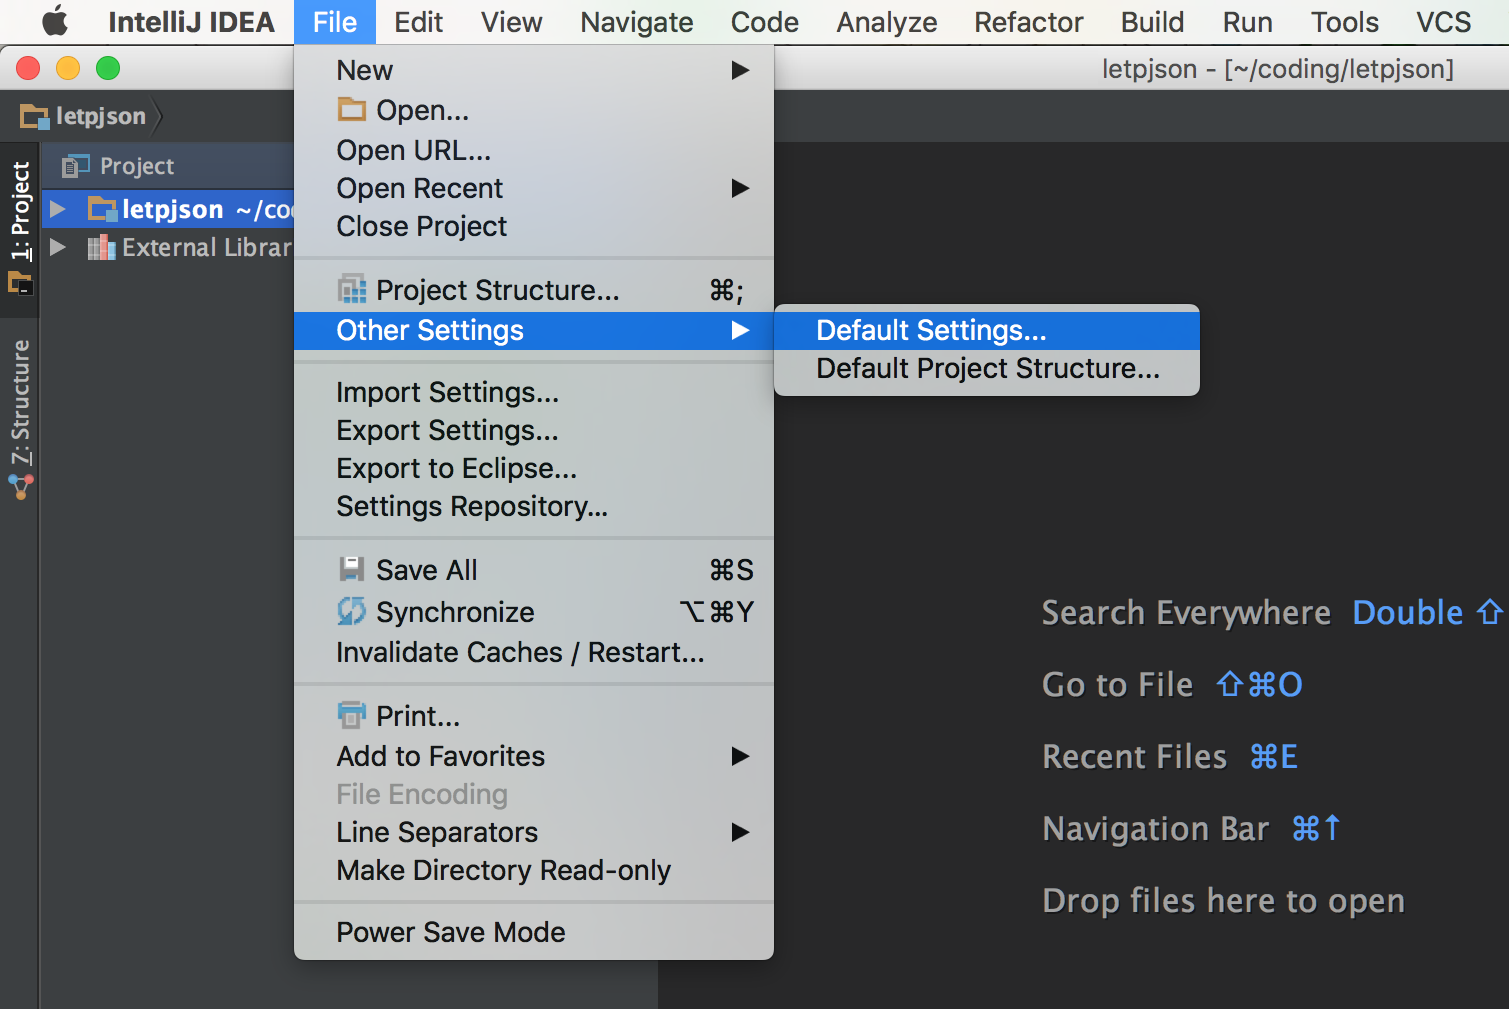 IntelliJ IDEA File Edit View Navigate Code Analyze Refactor Build Run Tools VCS
letpjson - [~/coding/letpjson]
letpjson
Project
letpjson ~/co
External Librar
1: Project
7: Structure
New
Open...
Open URL...
Open Recent
Close Project
Project Structure... ⌘;
Other Settings
Default Settings...
Default Project Structure...
Import Settings...
Export Settings...
Export to Eclipse...
Settings Repository...
Save All ⌘S
Synchronize ⌥⌘Y
Invalidate Caches / Restart...
Print...
Add to Favorites
File Encoding
Line Separators
Make Directory Read-only
Power Save Mode
Search Everywhere Double ⇧
Go to File ⇧⌘O
Recent Files ⌘E
Navigation Bar ⌘↑
Drop files here to open